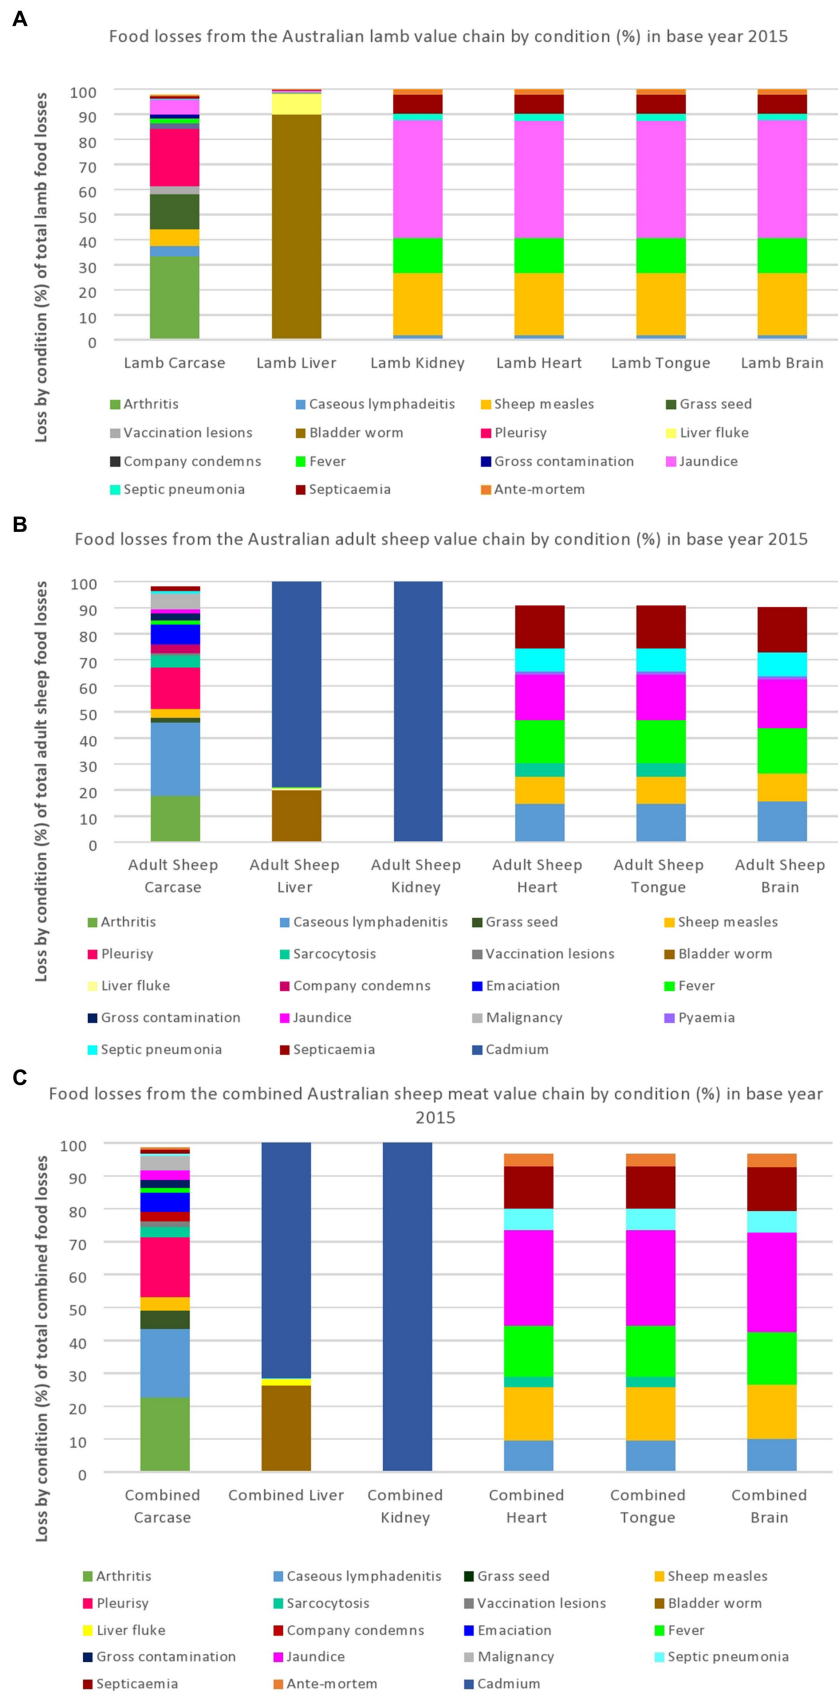 A
Food losses from the Australian lamb value chain by condition (%) in base year 2015
Loss by condition (%) of total lamb food losses
100
90
80
70
60
50
40
30
20
10
0
Lamb Carcase Lamb Liver Lamb Kidney Lamb Heart Lamb Tongue Lamb Brain
Arthritis Caseous lymphadeitis Sheep measles Grass seed
Vaccination lesions Bladder worm Pleurisy Liver fluke
Company condemns Fever Gross contamination Jaundice
Septic pneumonia Septicaemia Ante-mortem
B
Food losses from the Australian adult sheep value chain by condition (%) in base year 2015
Loss by condition (%) of total adult sheep food losses
100
90
80
70
60
50
40
30
20
10
0
Adult Sheep Adult Sheep Adult Sheep Adult Sheep Adult Sheep Adult Sheep
Carcase Liver Kidney Heart Tongue Brain
Arthritis Caseous lymphadenitis Grass seed Sheep measles
Pleurisy Sarcocytosis Vaccination lesions Bladder worm
Liver fluke Company condemns Emaciation Fever
Gross contamination Jaundice Malignancy Pyaemia
Septic pneumonia Septicaemia Cadmium
C
Food losses from the combined Australian sheep meat value chain by condition (%) in base year
2015
Loss by condition (%) of total combined food losses
100
90
80
70
60
50
40
30
20
10
0
Combined Combined Liver Combined Combined Combined Combined
Carcase Kidney Heart Tongue Brain
Arthritis Caseous lymphadenitis Grass seed Sheep measles
Pleurisy Sarcocytosis Vaccination lesions Bladder worm
Liver fluke Company condemns Emaciation Fever
Gross contamination Jaundice Malignancy Septic pneumonia
Septicaemia Ante-mortem Cadmium